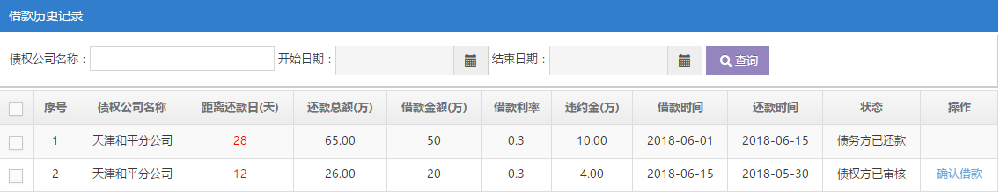 借款历史记录
债权公司名称： 开始日期： 结束日期： 查询
序号 债权公司名称 距离还款日(天) 还款总额(万) 借款金额(万) 借款利率 违约金(万) 借款时间 还款时间 状态 操作
1 天津和平分公司 28 65.00 50 0.3 10.00 2018-06-01 2018-06-15 债务方已还款
2 天津和平分公司 12 26.00 20 0.3 4.00 2018-06-15 2018-05-30 债权方已审核 确认借款